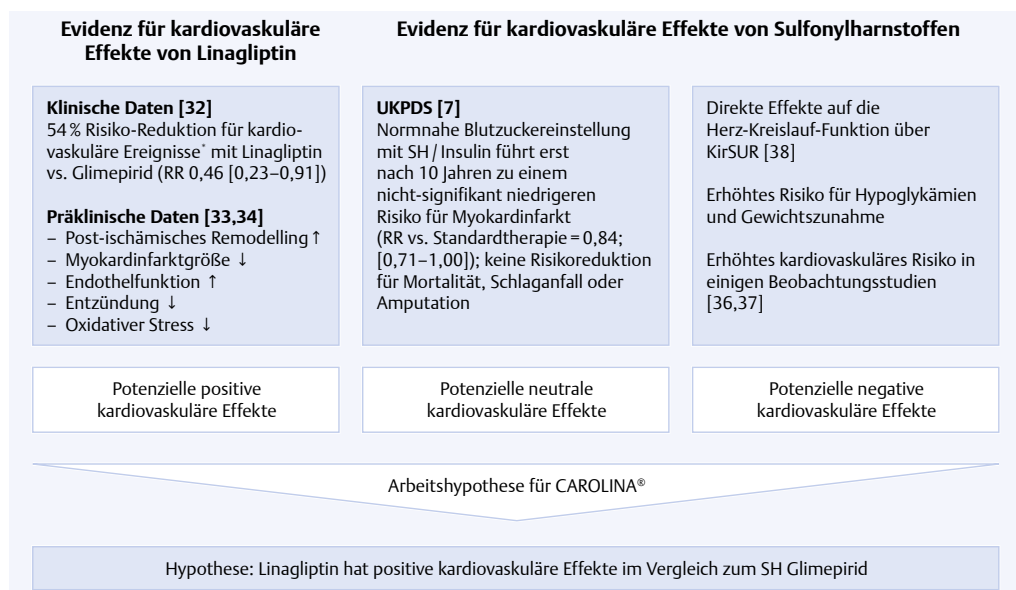 Evidenz für kardiovaskuläre
Effekte von Linagliptin
Evidenz für kardiovaskuläre Effekte von Sulfonylharnstoffen
Klinische Daten [32]
54 % Risiko-Reduktion für kardio-
vaskuläre Ereignisse* mit Linagliptin
vs. Glimepirid (RR 0,46 [0,23–0,91])
Präklinische Daten [33,34]
– Post-ischämisches Remodelling ↑
– Myokardinfarktgröße ↓
– Endothelfunktion ↑
– Entzündung ↓
– Oxidativer Stress ↓
UKPDS [7]
Normnahe Blutzuckereinstellung
mit SH / Insulin führt erst
nach 10 Jahren zu einem
nicht-signifikant niedrigeren
Risiko für Myokardinfarkt
(RR vs. Standardtherapie = 0,84;
[0,71–1,00]); keine Risikoreduktion
für Mortalität, Schlaganfall oder
Amputation
Direkte Effekte auf die
Herz-Kreislauf-Funktion über
KirSUR [38]
Erhöhtes Risiko für Hypoglykämien
und Gewichtszunahme
Erhöhtes kardiovaskuläres Risiko in
einigen Beobachtungsstudien
[36,37]
Potenzielle positive
kardiovaskuläre Effekte
Potenzielle neutrale
kardiovaskuläre Effekte
Potenzielle negative
kardiovaskuläre Effekte
Arbeitshypothese für CAROLINA®
Hypothese: Linagliptin hat positive kardiovaskuläre Effekte im Vergleich zum SH Glimepirid